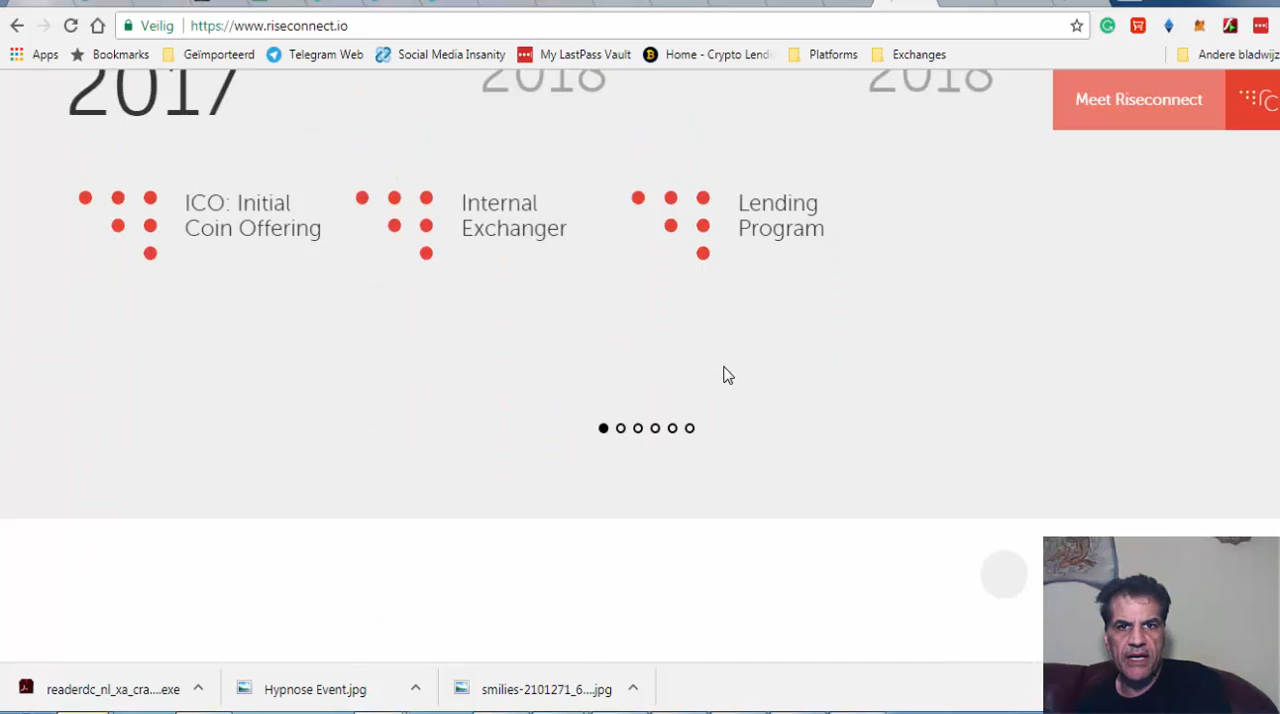 Veilig
https://www.riseconnect.io
Apps
Bookmarks
Geïmporteerd
Telegram Web
Social Media Insanity
My LastPass Vault
Home - Crypto Lendi
Platforms
Exchanges
Andere bladwijz
2017
2018
2018
Meet Riseconnect
rc
ICO: Initial
Coin Offering
Internal
Exchanger
Lending
Program
readerdc_nl_xa_cra....exe
Hypnose Event.jpg
smilies-2101271_6....jpg